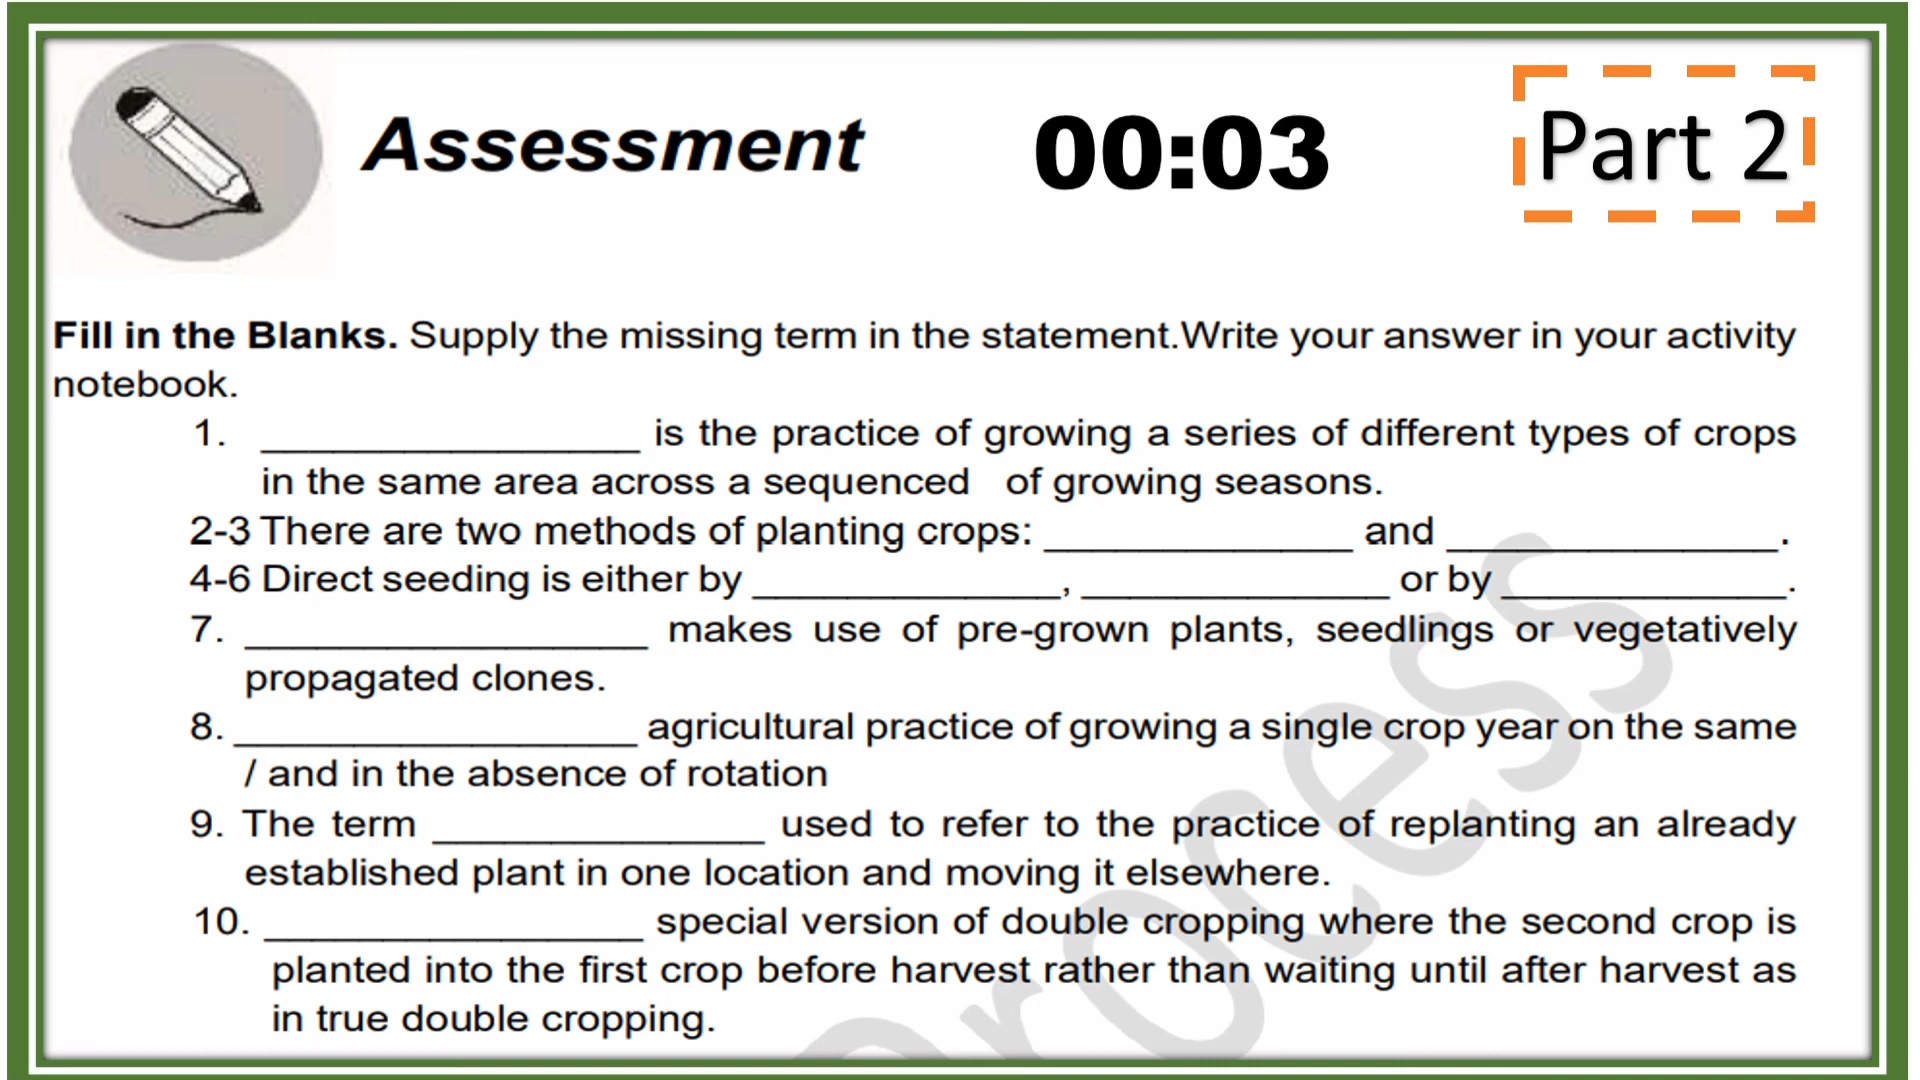 Assessment
00:03
Part 2
Fill in the Blanks. Supply the missing term in the statement.Write your answer in your activity
notebook.
1. ________________ is the practice of growing a series of different types of crops
in the same area across a sequenced of growing seasons.
2-3 There are two methods of planting crops: _____________ and ______________.
4-6 Direct seeding is either by _____________, _____________ or by ____________.
7. _________________ makes use of pre-grown plants, seedlings or vegetatively
propagated clones.
8. _________________ agricultural practice of growing a single crop year on the same
/ and in the absence of rotation
9. The term ______________ used to refer to the practice of replanting an already
established plant in one location and moving it elsewhere.
10. ________________ special version of double cropping where the second crop is
planted into the first crop before harvest rather than waiting until after harvest as
in true double cropping.
Process